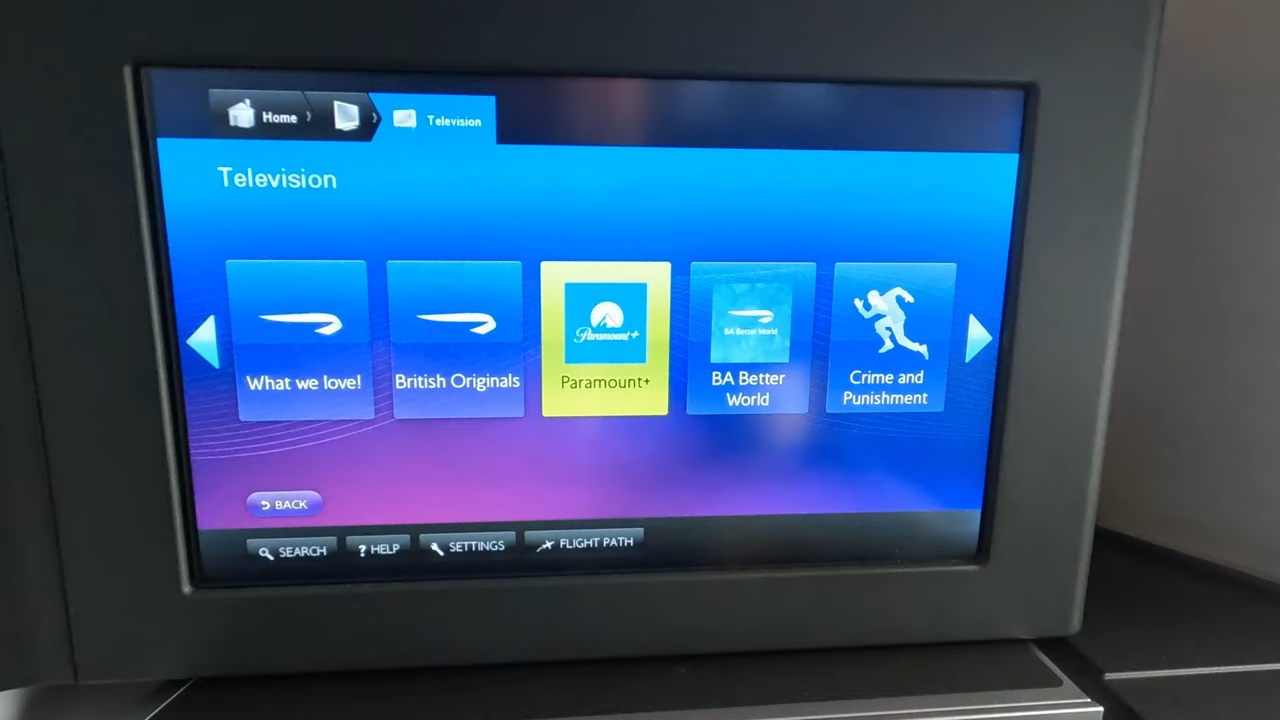 Home
Television
Television
Paramount+
BA Better World
What we love!
British Originals
Paramount+
BA Better
World
Crime and
Punishment
BACK
SEARCH
? HELP
SETTINGS
FLIGHT PATH